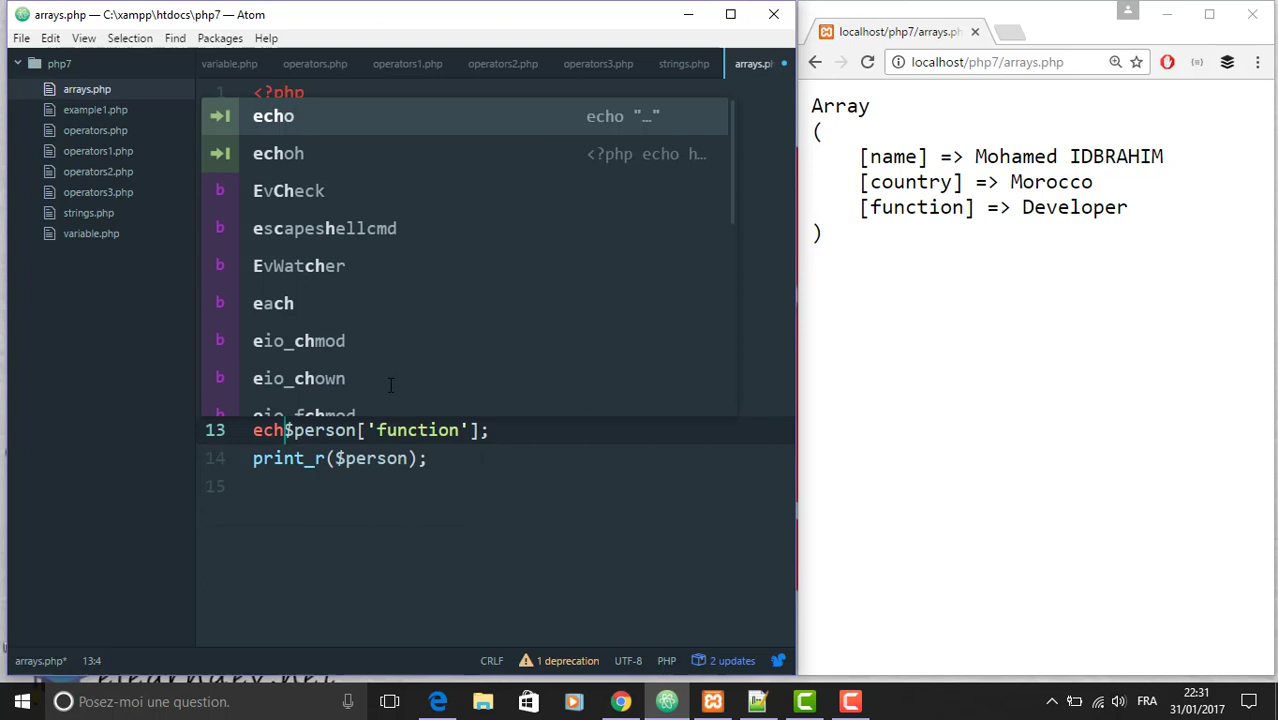 arrays.php — C:\xampp\htdocs\php7 — Atom
File Edit View Selection Find Packages Help
php7
arrays.php
example1.php
operators.php
operators1.php
operators2.php
operators3.php
strings.php
variable.php
variable.php operators.php operators1.php operators2.php operators3.php strings.php arrays.ph
1 <?php
echo echo "…"
echoh <?php echo h…
EvCheck
escapeshellcmd
EvWatcher
each
eio_chmod
eio_chown
eio_fchmod
13 ech$person['function'];
14 print_r($person);
15
arrays.php* 13:4 CRLF 1 deprecation UTF-8 PHP 2 updates
localhost/php7/arrays.ph
localhost/php7/arrays.php
Array
(
[name] => Mohamed IDBRAHIM
[country] => Morocco
[function] => Developer
)
Posez-moi une question.
FRA
22:31
31/01/2017